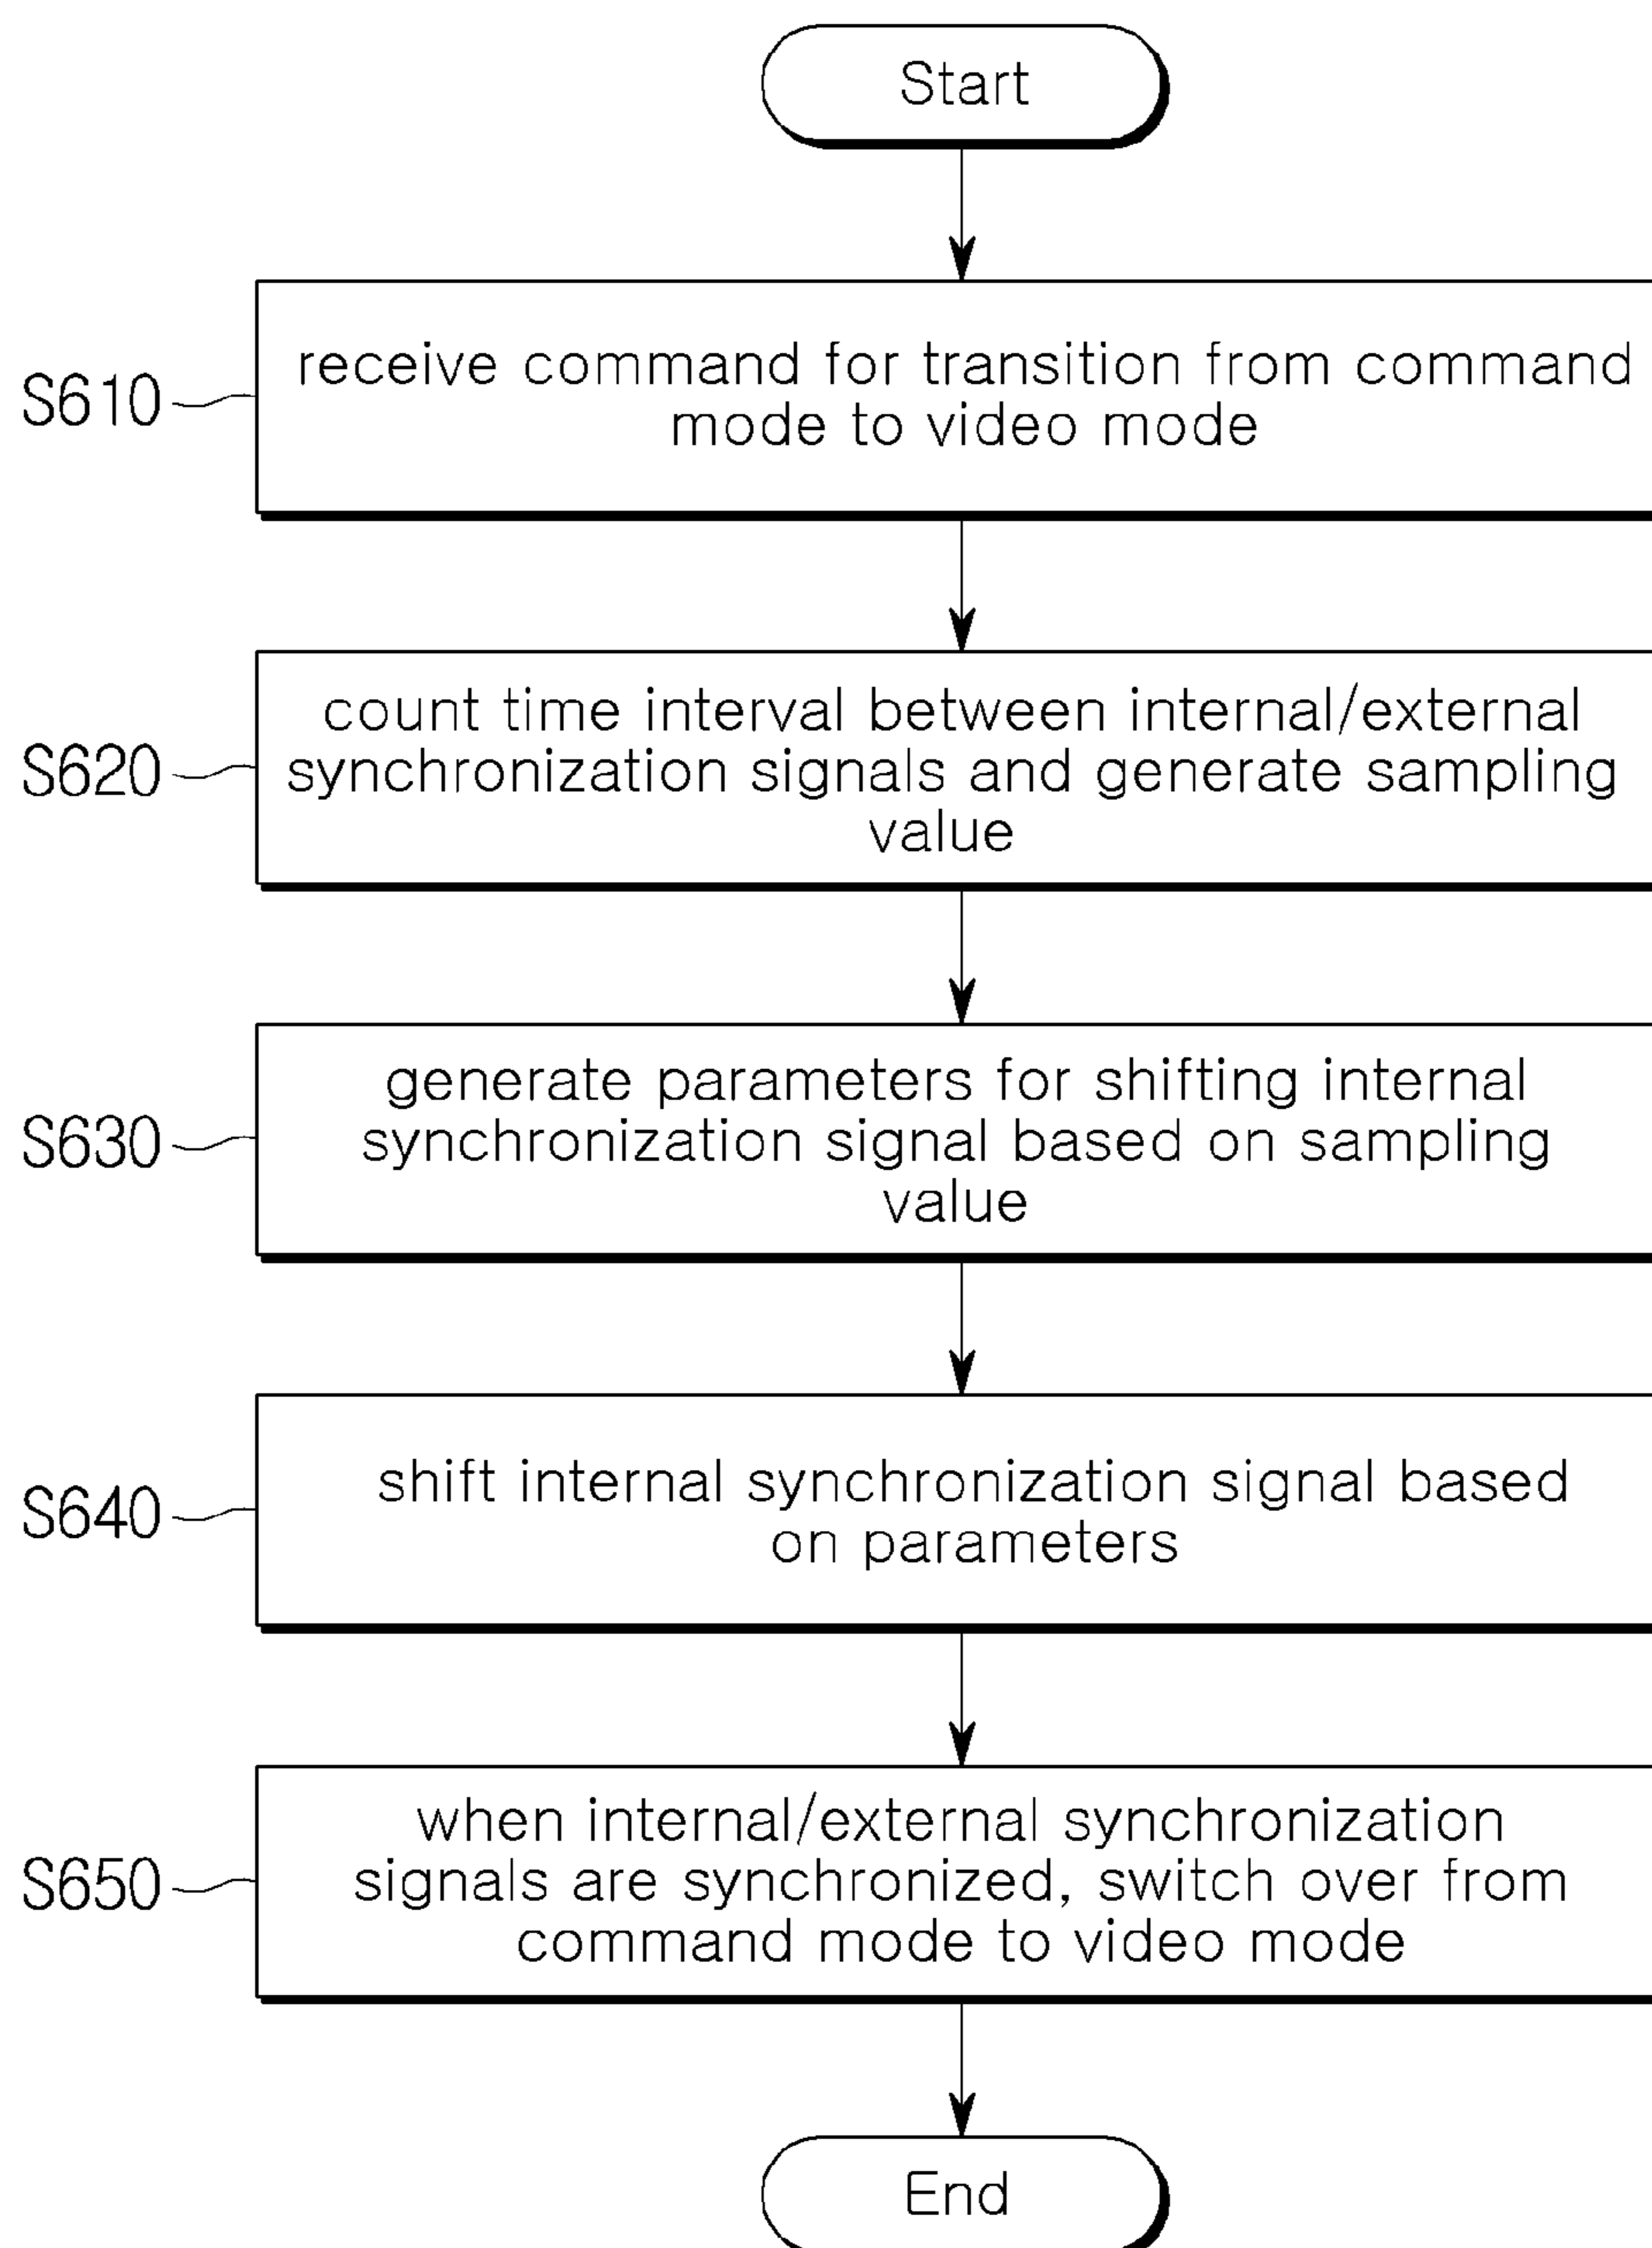 Start
S610
receive command for transition from command
mode to video mode
S620
count time interval between internal/external
synchronization signals and generate sampling
value
S630
generate parameters for shifting internal
synchronization signal based on sampling
value
S640
shift internal synchronization signal based
on parameters
S650
when internal/external synchronization
signals are synchronized, switch over from
command mode to video mode
End